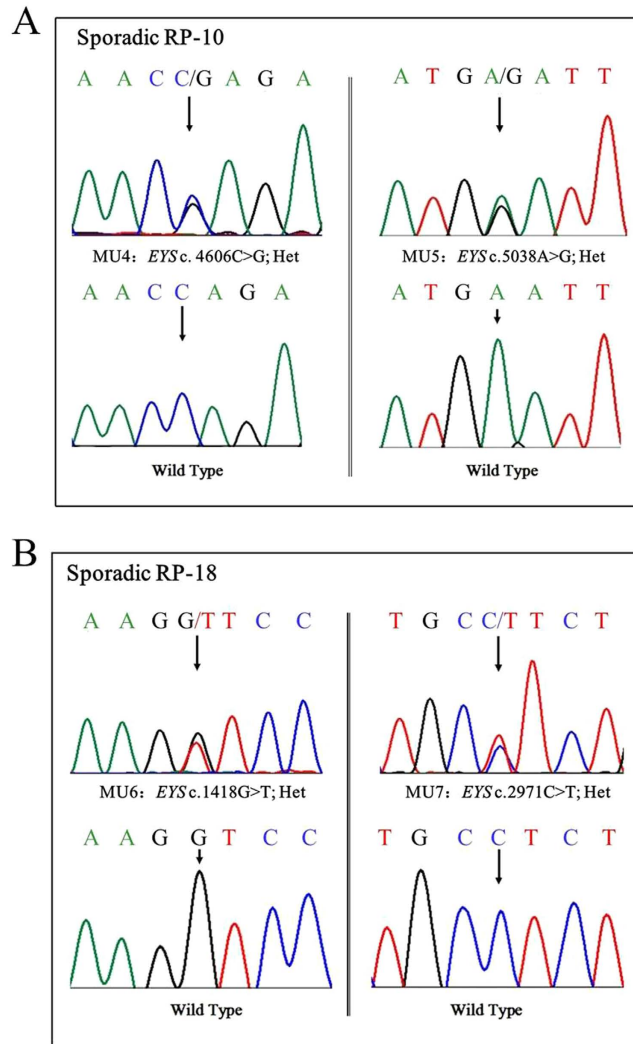 A
Sporadic RP-10
A A C C/G A G A
A T G A/G A T T
MU4: EYS c. 4606C>G; Het
MU5: EYS c.5038A>G; Het
A A C C A G A
A T G A A T T
Wild Type
Wild Type
B
Sporadic RP-18
A A G G/T T C C
T G C C/T T C T
MU6: EYS c.1418G>T; Het
MU7: EYS c.2971C>T; Het
A A G G T C C
T G C C T C T
Wild Type
Wild Type